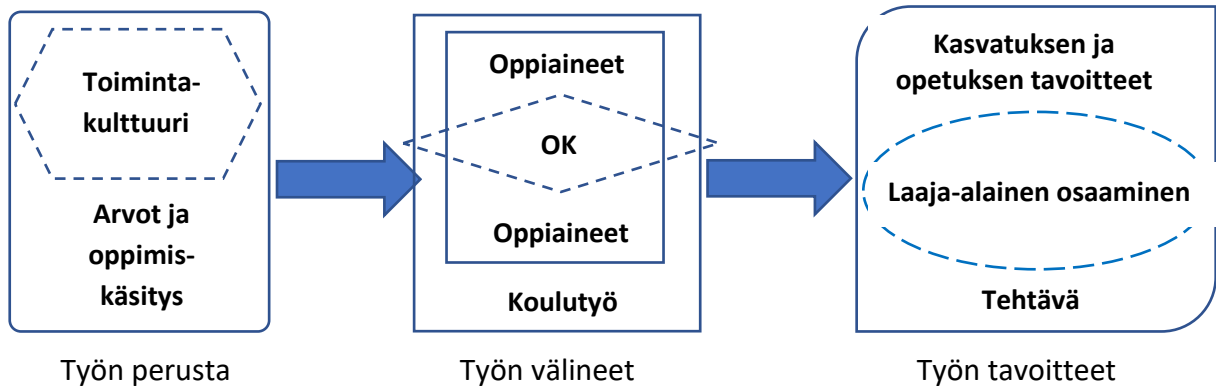 Toiminta-
kulttuuri
Arvot ja
oppimis-
käsitys
Työn perusta
Oppiaineet
OK
Oppiaineet
Koulutyö
Työn välineet
Kasvatuksen ja
opetuksen tavoitteet
Laaja-alainen osaaminen
Tehtävä
Työn tavoitteet